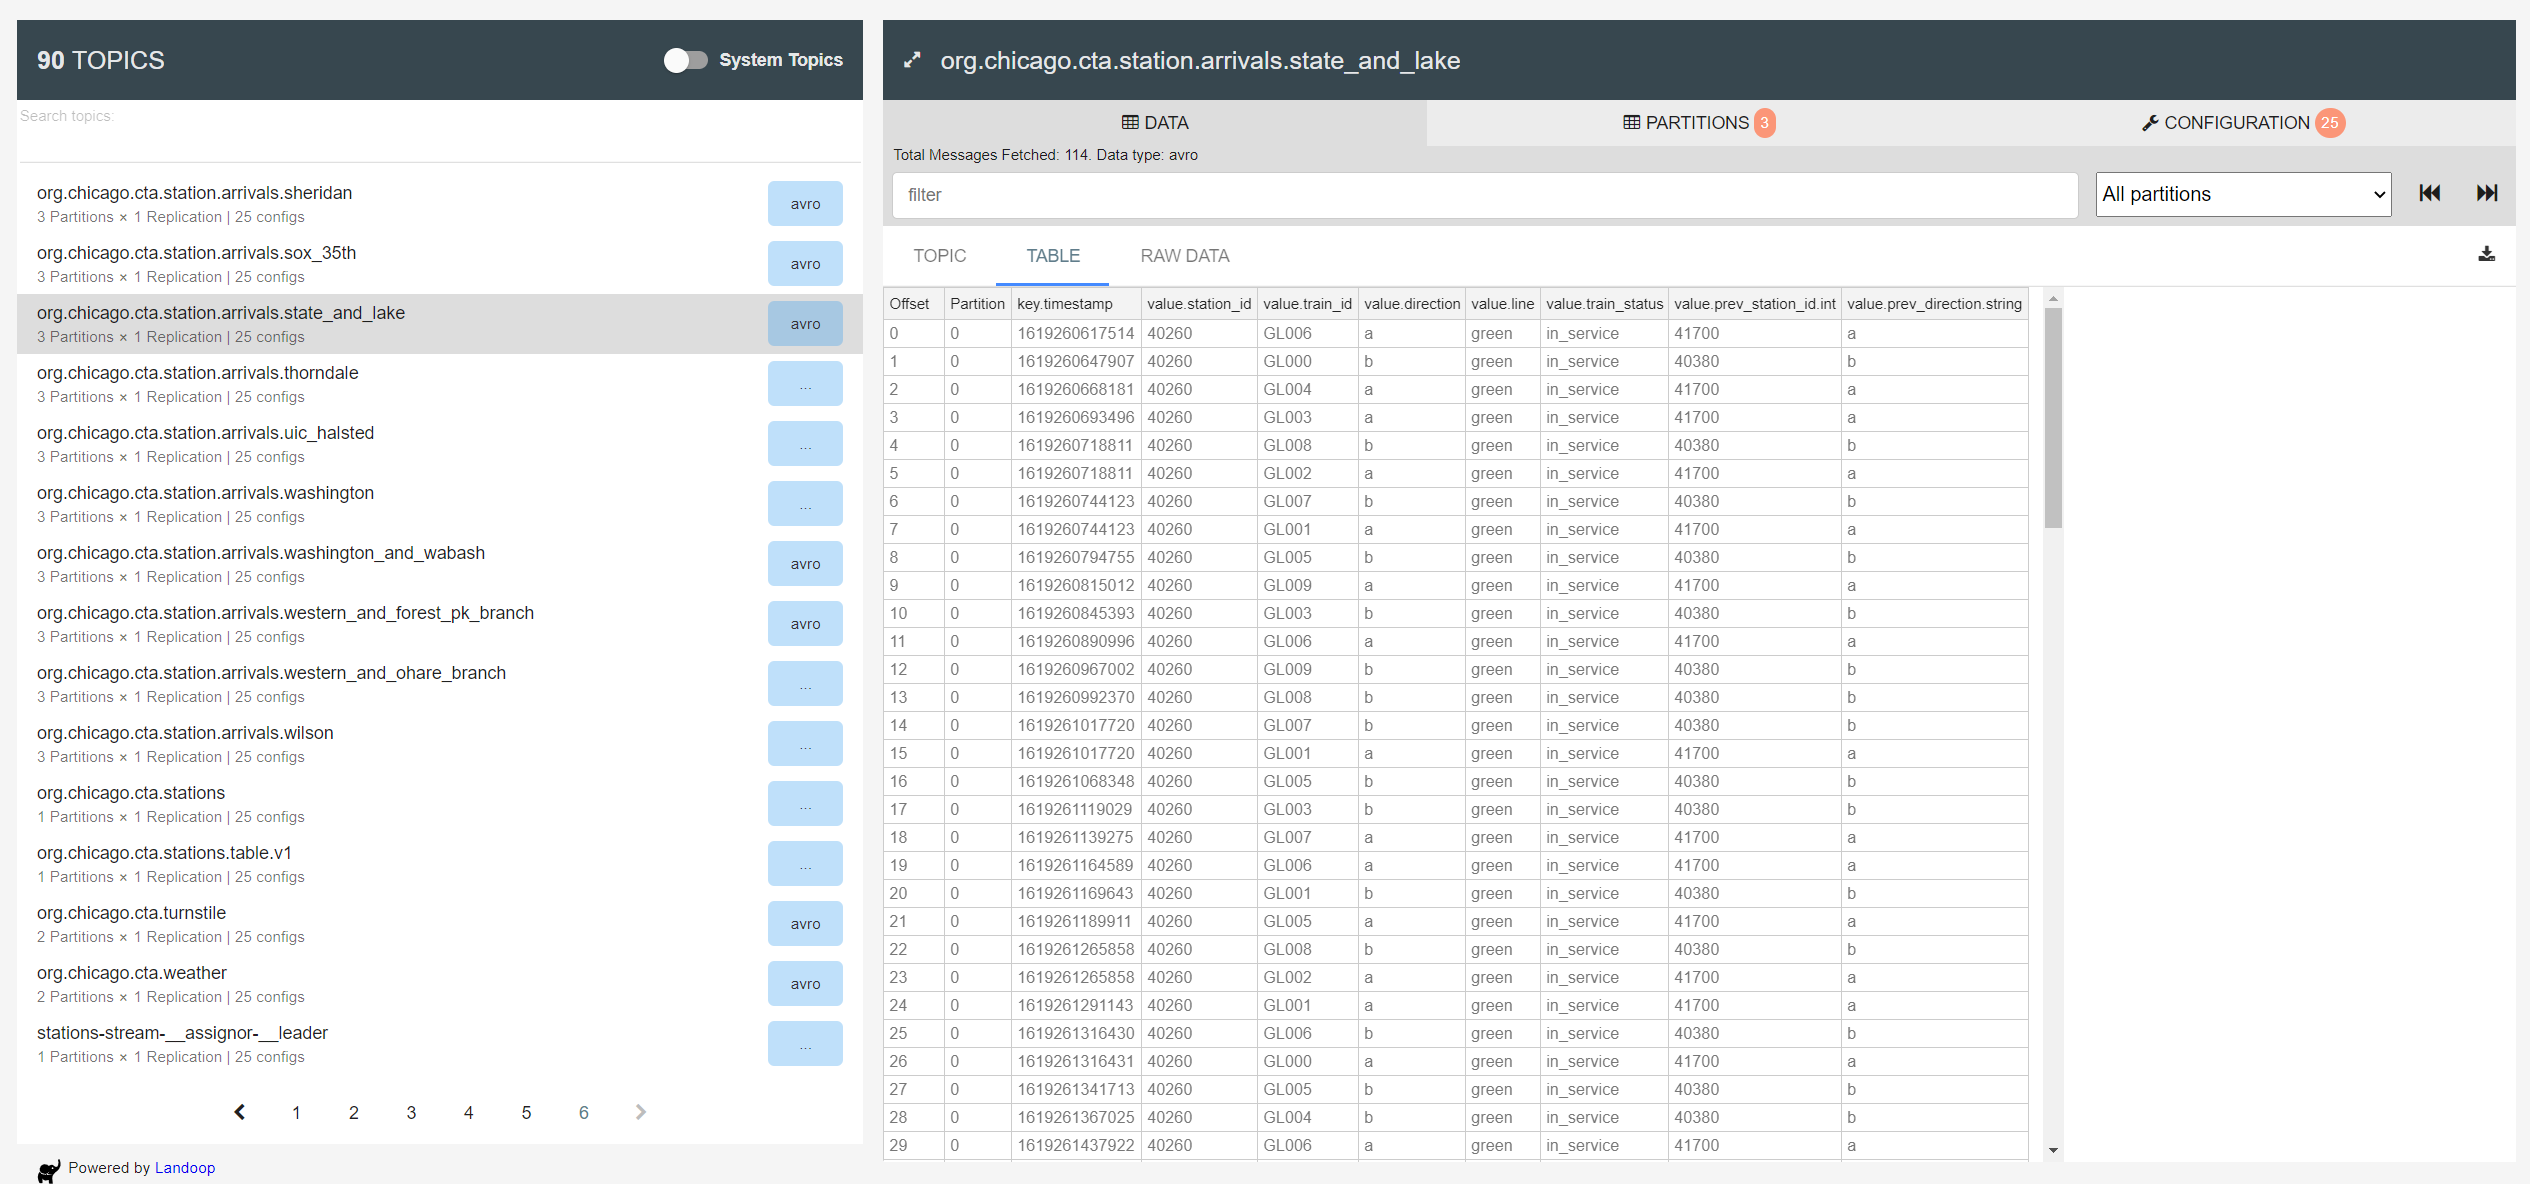 90 TOPICS
System Topics
Search topics:
org.chicago.cta.station.arrivals.sheridan
3 Partitions × 1 Replication | 25 configs
avro
org.chicago.cta.station.arrivals.sox_35th
3 Partitions × 1 Replication | 25 configs
avro
org.chicago.cta.station.arrivals.state_and_lake
3 Partitions × 1 Replication | 25 configs
avro
org.chicago.cta.station.arrivals.thorndale
3 Partitions × 1 Replication | 25 configs
...
org.chicago.cta.station.arrivals.uic_halsted
3 Partitions × 1 Replication | 25 configs
...
org.chicago.cta.station.arrivals.washington
3 Partitions × 1 Replication | 25 configs
...
org.chicago.cta.station.arrivals.washington_and_wabash
3 Partitions × 1 Replication | 25 configs
avro
org.chicago.cta.station.arrivals.western_and_forest_pk_branch
3 Partitions × 1 Replication | 25 configs
avro
org.chicago.cta.station.arrivals.western_and_ohare_branch
3 Partitions × 1 Replication | 25 configs
...
org.chicago.cta.station.arrivals.wilson
3 Partitions × 1 Replication | 25 configs
...
org.chicago.cta.stations
1 Partitions × 1 Replication | 25 configs
...
org.chicago.cta.stations.table.v1
1 Partitions × 1 Replication | 25 configs
...
org.chicago.cta.turnstile
2 Partitions × 1 Replication | 25 configs
avro
org.chicago.cta.weather
2 Partitions × 1 Replication | 25 configs
avro
stations-stream-__assignor-__leader
1 Partitions × 1 Replication | 25 configs
...
1 2 3 4 5 6
Powered by Landoop
org.chicago.cta.station.arrivals.state_and_lake
DATA PARTITIONS 3 CONFIGURATION 25
Total Messages Fetched: 114. Data type: avro
filter
All partitions
TOPIC TABLE RAW DATA
Offset Partition key.timestamp value.station_id value.train_id value.direction value.line value.train_status value.prev_station_id.int value.prev_direction.string
0 0 1619260617514 40260 GL006 a green in_service 41700 a
1 0 1619260647907 40260 GL000 b green in_service 40380 b
2 0 1619260668181 40260 GL004 a green in_service 41700 a
3 0 1619260693496 40260 GL003 a green in_service 41700 a
4 0 1619260718811 40260 GL008 b green in_service 40380 b
5 0 1619260718811 40260 GL002 a green in_service 41700 a
6 0 1619260744123 40260 GL007 b green in_service 40380 b
7 0 1619260744123 40260 GL001 a green in_service 41700 a
8 0 1619260794755 40260 GL005 b green in_service 40380 b
9 0 1619260815012 40260 GL009 a green in_service 41700 a
10 0 1619260845393 40260 GL003 b green in_service 40380 b
11 0 1619260890996 40260 GL006 a green in_service 41700 a
12 0 1619260967002 40260 GL009 b green in_service 40380 b
13 0 1619260992370 40260 GL008 b green in_service 40380 b
14 0 1619261017720 40260 GL007 b green in_service 40380 b
15 0 1619261017720 40260 GL001 a green in_service 41700 a
16 0 1619261068348 40260 GL005 b green in_service 40380 b
17 0 1619261119029 40260 GL003 b green in_service 40380 b
18 0 1619261139275 40260 GL007 a green in_service 41700 a
19 0 1619261164589 40260 GL006 a green in_service 41700 a
20 0 1619261169643 40260 GL001 b green in_service 40380 b
21 0 1619261189911 40260 GL005 a green in_service 41700 a
22 0 1619261265858 40260 GL008 b green in_service 40380 b
23 0 1619261265858 40260 GL002 a green in_service 41700 a
24 0 1619261291143 40260 GL001 a green in_service 41700 a
25 0 1619261316430 40260 GL006 b green in_service 40380 b
26 0 1619261316431 40260 GL000 a green in_service 41700 a
27 0 1619261341713 40260 GL005 b green in_service 40380 b
28 0 1619261367025 40260 GL004 b green in_service 40380 b
29 0 1619261437922 40260 GL006 a green in_service 41700 a